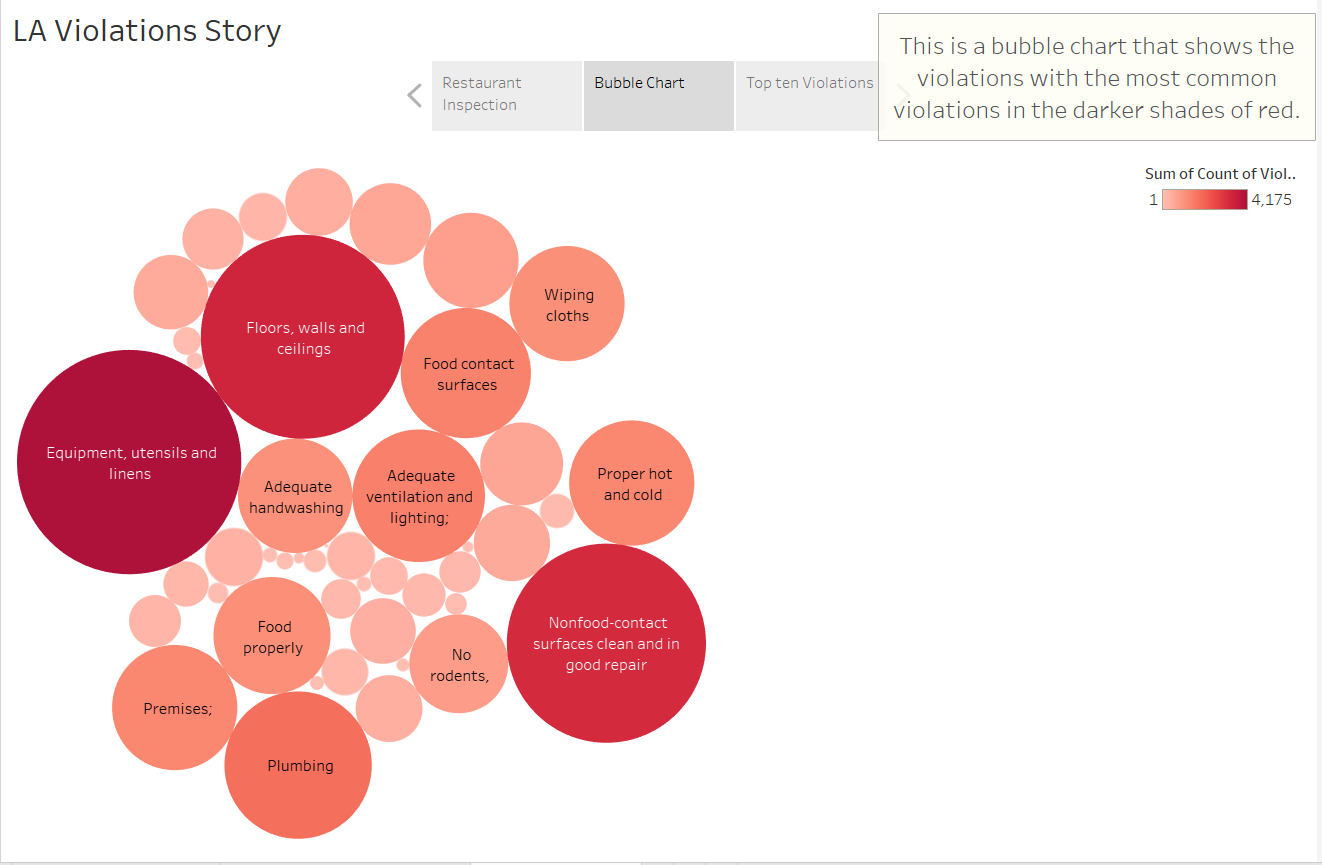 LA Violations Story
Restaurant
Inspection
Bubble Chart
Top ten Violations
This is a bubble chart that shows the
violations with the most common
violations in the darker shades of red.
Sum of Count of Viol..
1
4,175
Wiping
cloths
Floors, walls and
ceilings
Food contact
surfaces
Equipment, utensils and
linens
Adequate
handwashing
Adequate
ventilation and
lighting;
Proper hot
and cold
Nonfood-contact
surfaces clean and in
good repair
Food
properly
No
rodents,
Premises;
Plumbing